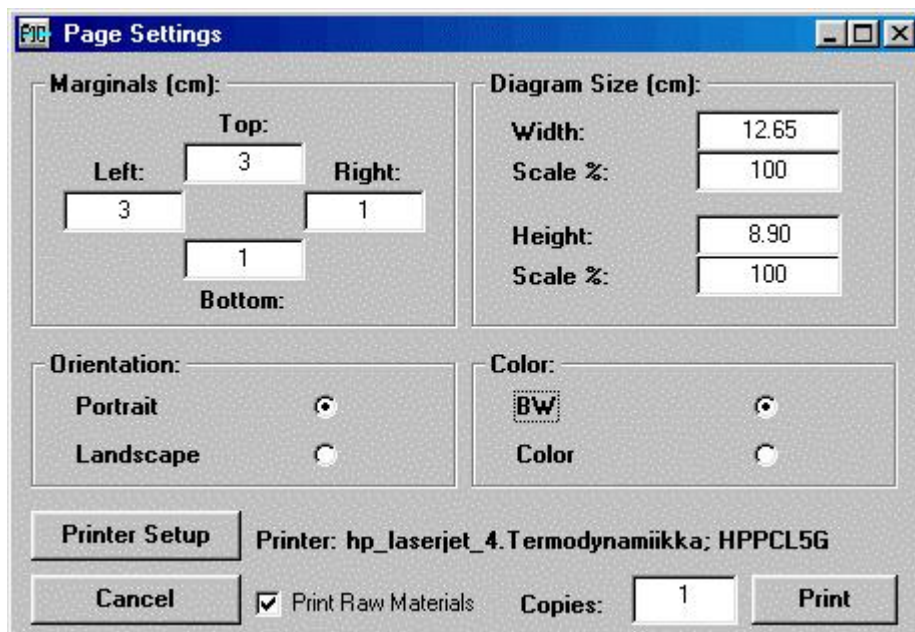 Page Settings
Marginals (cm):
Top:
3
Left:
3
Right:
1
1
Bottom:
Diagram Size (cm):
Width: 12.65
Scale %: 100
Height: 8.90
Scale %: 100
Orientation:
Portrait
Landscape
Color:
BW
Color
Printer Setup
Printer: hp_laserjet_4.Termodynamiikka; HPPCL5G
Cancel
Print Raw Materials
Copies: 1
Print